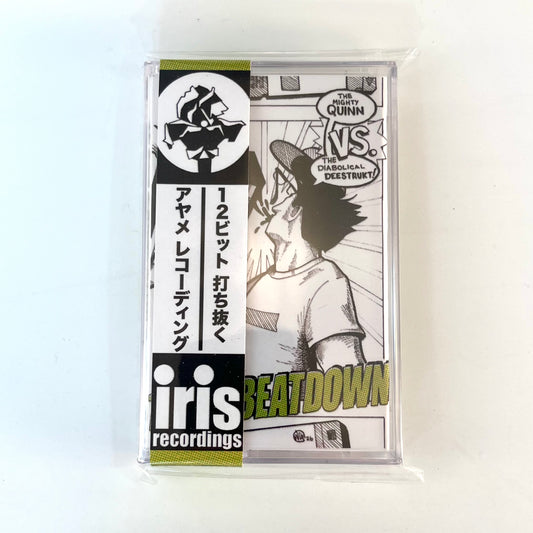 THE
MIGHTY
QUINN
VS.
THE
DIABOLICAL
DEESTRUKT!
12ビット 打ち抜く
アヤメ レコーディング
BEATDOWN
iris
recordings